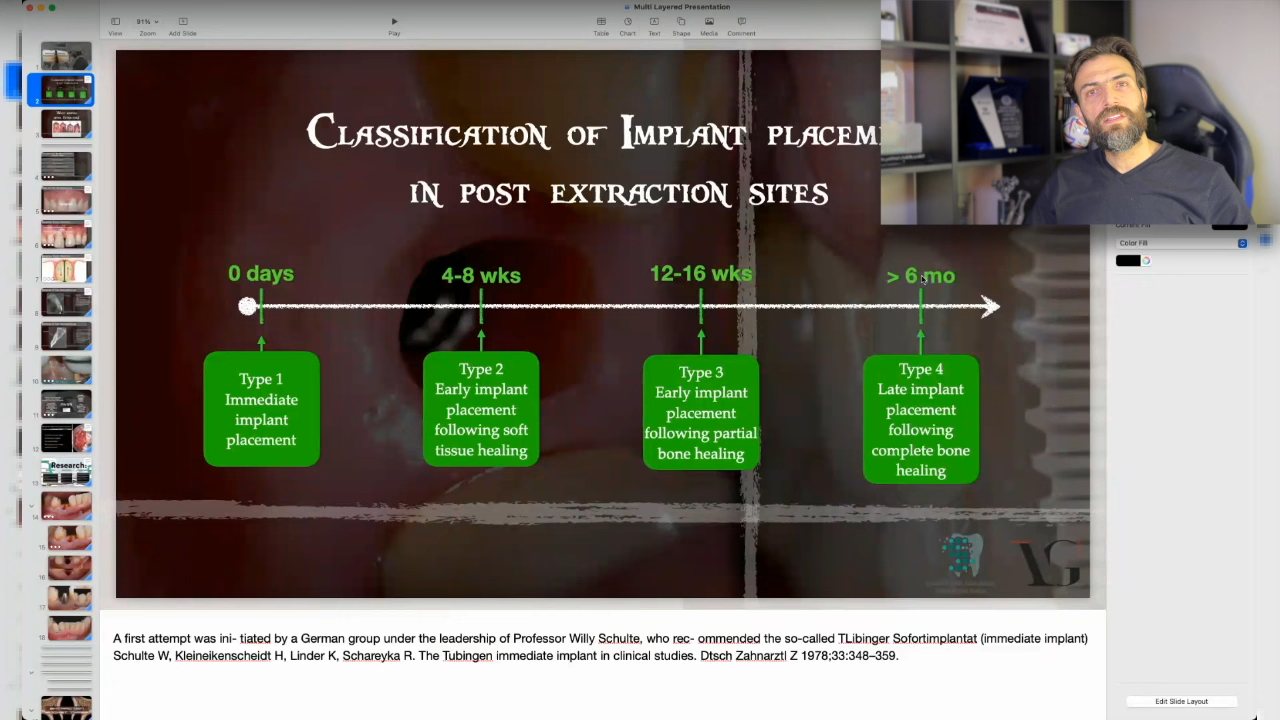 Multi Layered Presentation
91%
View
Zoom
Add Slide
Play
Table
Chart
Text
Shape
Media
Comment
CLASSIFICATION OF IMPLANT PLACEM
IN POST EXTRACTION SITES
0 days
4-8 wks
12-16 wks
> 6 mo
Type 1
Immediate
implant
placement
Type 2
Early implant
placement
following soft
tissue healing
Type 3
Early implant
placement
following partial
bone healing
Type 4
Late implant
placement
following
complete bone
healing
Color Fill
Research:
VG
A first attempt was ini- tiated by a German group under the leadership of Professor Willy Schulte, who rec- ommended the so-called TLibinger Sofortimplantat (immediate implant)
Schulte W, Kleineikenscheidt H, Linder K, Schareyka R. The Tubingen immediate implant in clinical studies. Dtsch Zahnarztl Z 1978;33:348–359.
Edit Slide Layout